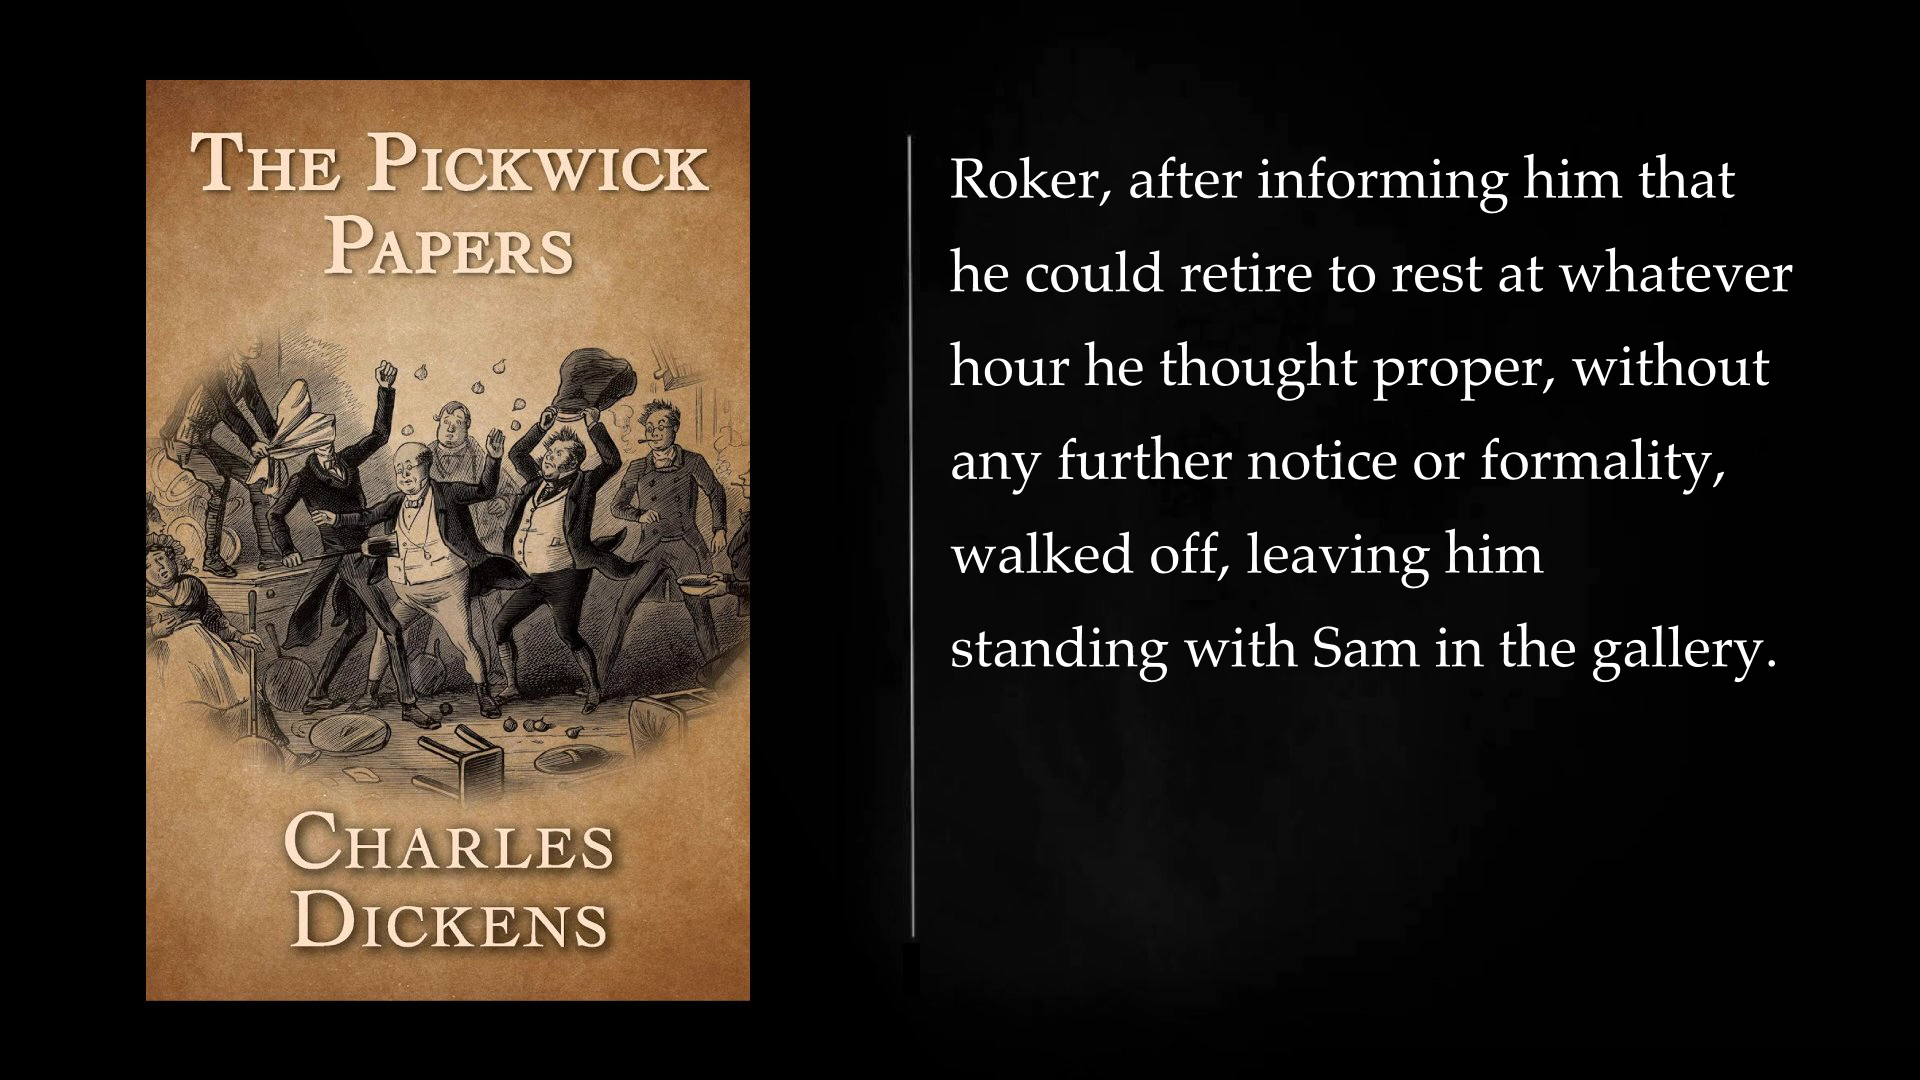 The Pickwick
Papers
Charles
Dickens
Roker, after informing him that
he could retire to rest at whatever
hour he thought proper, without
any further notice or formality,
walked off, leaving him
standing with Sam in the gallery.